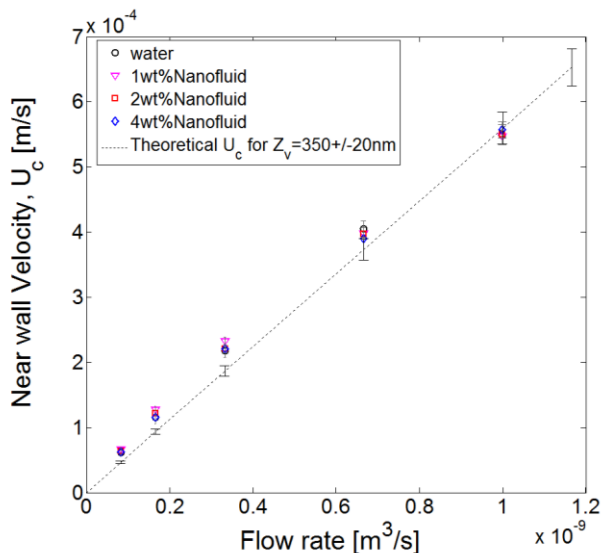 7 x 10^-4
6
5
4
3
2
1
0
Near wall Velocity, U_c [m/s]
water
1wt%Nanofluid
2wt%Nanofluid
4wt%Nanofluid
Theoretical U_c for Z_v=350+/-20nm
0 0.2 0.4 0.6 0.8 1 1.2
Flow rate [m^3/s] x 10^-9